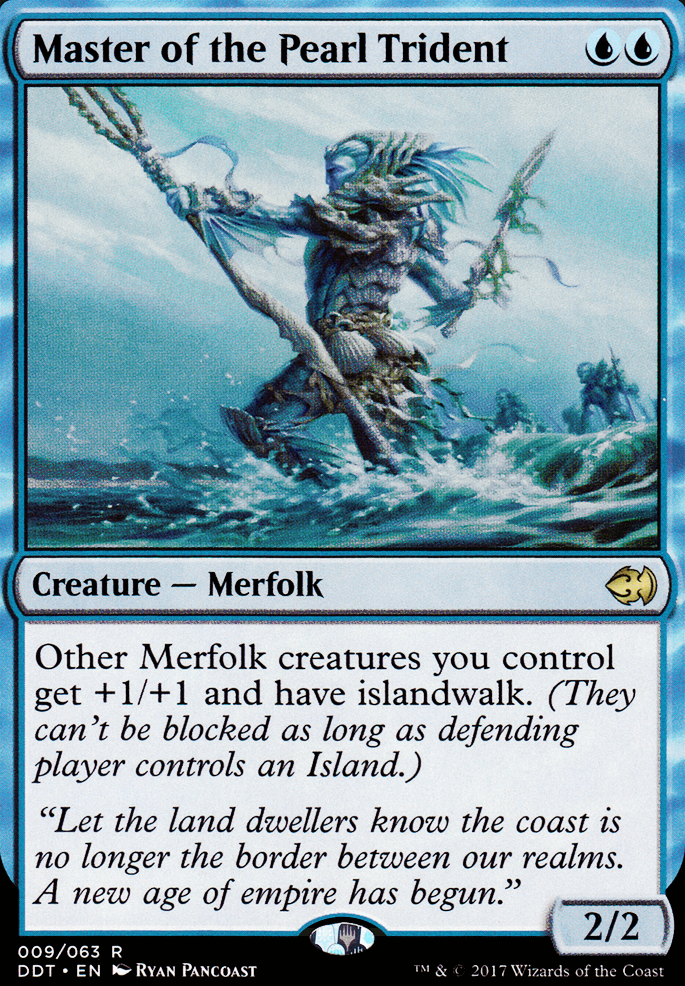 Master of the Pearl Trident
Creature — Merfolk
Other Merfolk creatures you control
get +1/+1 and have islandwalk. (They
can't be blocked as long as defending
player controls an Island.)
“Let the land dwellers know the coast is
no longer the border between our realms.
A new age of empire has begun.”
2/2
009/063 R
DDT • EN Ryan Pancoast
™ & © 2017 Wizards of the Coast